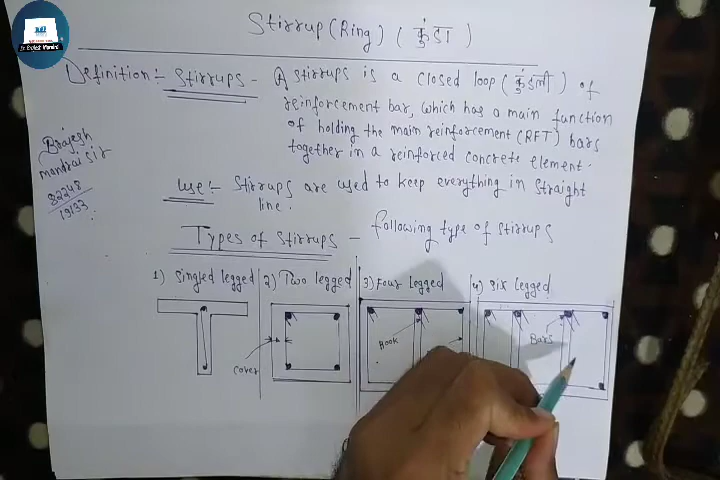 Stirrup (Ring) (कुंडा)
Definition:- Stirrups - A stirrups is a closed loop (कुंडली) of
reinforcement bar, which has a main function
of holding the main reinforcement (RFT) bars
together in a reinforced concrete element.
Brajesh
mandrai sir
82248
19133
Use:- Stirrups are used to keep everything in straight
line.
Types of Stirrups - following type of stirrups
1) Singled legged 2) Two legged 3) Four legged 4) Six legged
Cover
Hook
Bars